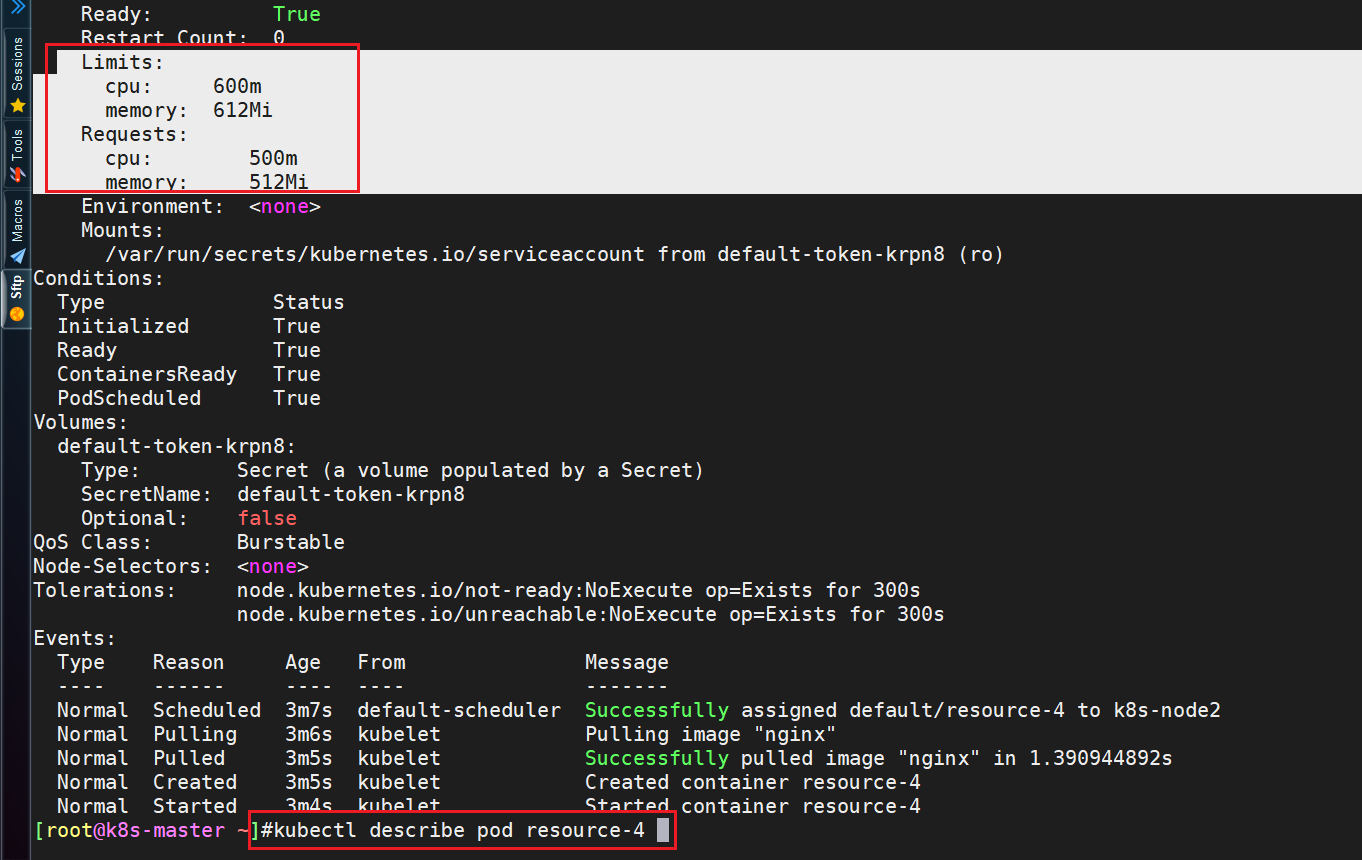 Sessions
Tools
Macros
Sftp
    Ready:          True
    Restart Count:  0
    Limits:
      cpu:     600m
      memory:  612Mi
    Requests:
      cpu:        500m
      memory:     512Mi
    Environment:  <none>
    Mounts:
      /var/run/secrets/kubernetes.io/serviceaccount from default-token-krpn8 (ro)
Conditions:
  Type              Status
  Initialized       True
  Ready             True
  ContainersReady   True
  PodScheduled      True
Volumes:
  default-token-krpn8:
    Type:        Secret (a volume populated by a Secret)
    SecretName:  default-token-krpn8
    Optional:    false
QoS Class:       Burstable
Node-Selectors:  <none>
Tolerations:     node.kubernetes.io/not-ready:NoExecute op=Exists for 300s
                 node.kubernetes.io/unreachable:NoExecute op=Exists for 300s
Events:
  Type    Reason     Age   From               Message
  ----    ------     ----  ----               -------
  Normal  Scheduled  3m7s  default-scheduler  Successfully assigned default/resource-4 to k8s-node2
  Normal  Pulling    3m6s  kubelet            Pulling image "nginx"
  Normal  Pulled     3m5s  kubelet            Successfully pulled image "nginx" in 1.390944892s
  Normal  Created    3m5s  kubelet            Created container resource-4
  Normal  Started    3m4s  kubelet            Started container resource-4
[root@k8s-master ~]#kubectl describe pod resource-4